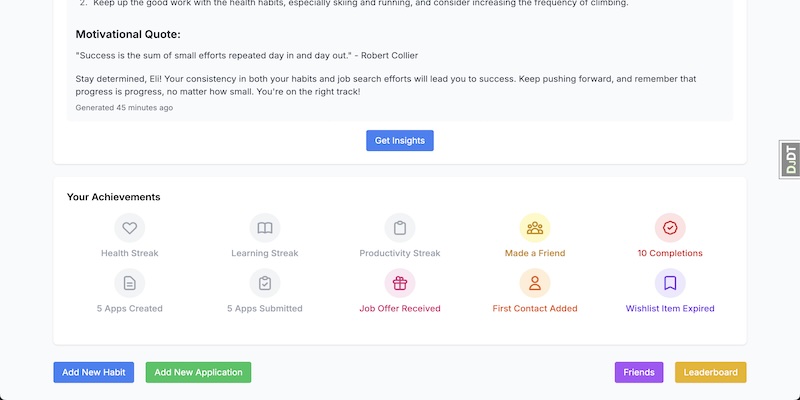 2. Keep up the good work with the health habits, especially skiing and running, and consider increasing the frequency of climbing.
Motivational Quote:
"Success is the sum of small efforts repeated day in and day out." - Robert Collier
Stay determined, Eli! Your consistency in both your habits and job search efforts will lead you to success. Keep pushing forward, and remember that
progress is progress, no matter how small. You're on the right track!
Generated 45 minutes ago
Get Insights
DJDT
Your Achievements
Health Streak
Learning Streak
Productivity Streak
Made a Friend
10 Completions
5 Apps Created
5 Apps Submitted
Job Offer Received
First Contact Added
Wishlist Item Expired
Add New Habit
Add New Application
Friends
Leaderboard